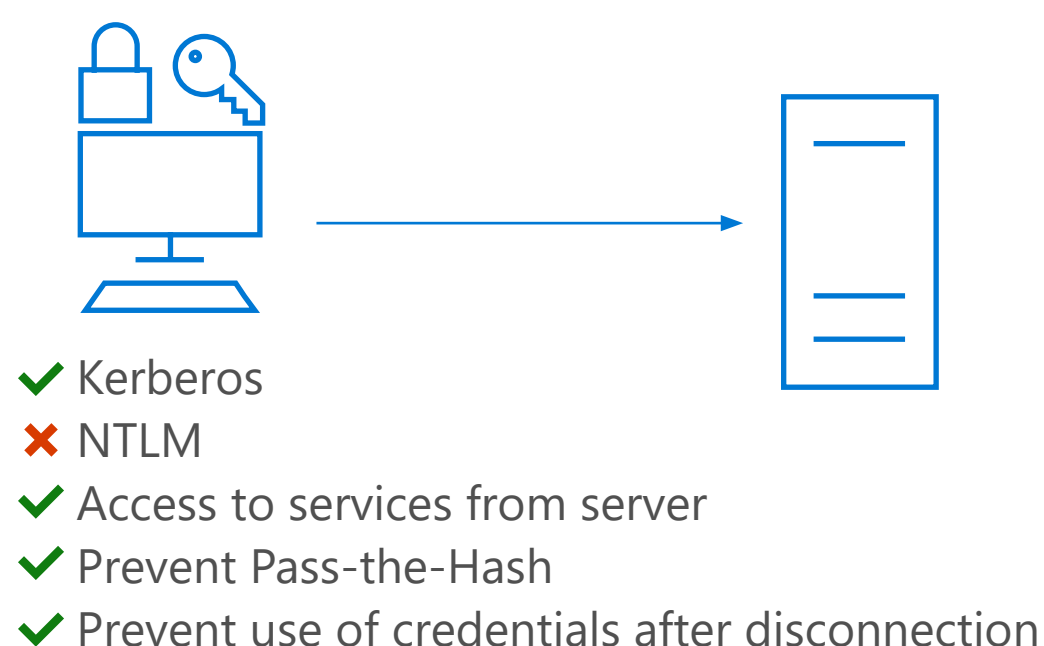 Kerberos
NTLM
Access to services from server
Prevent Pass-the-Hash
Prevent use of credentials after disconnection